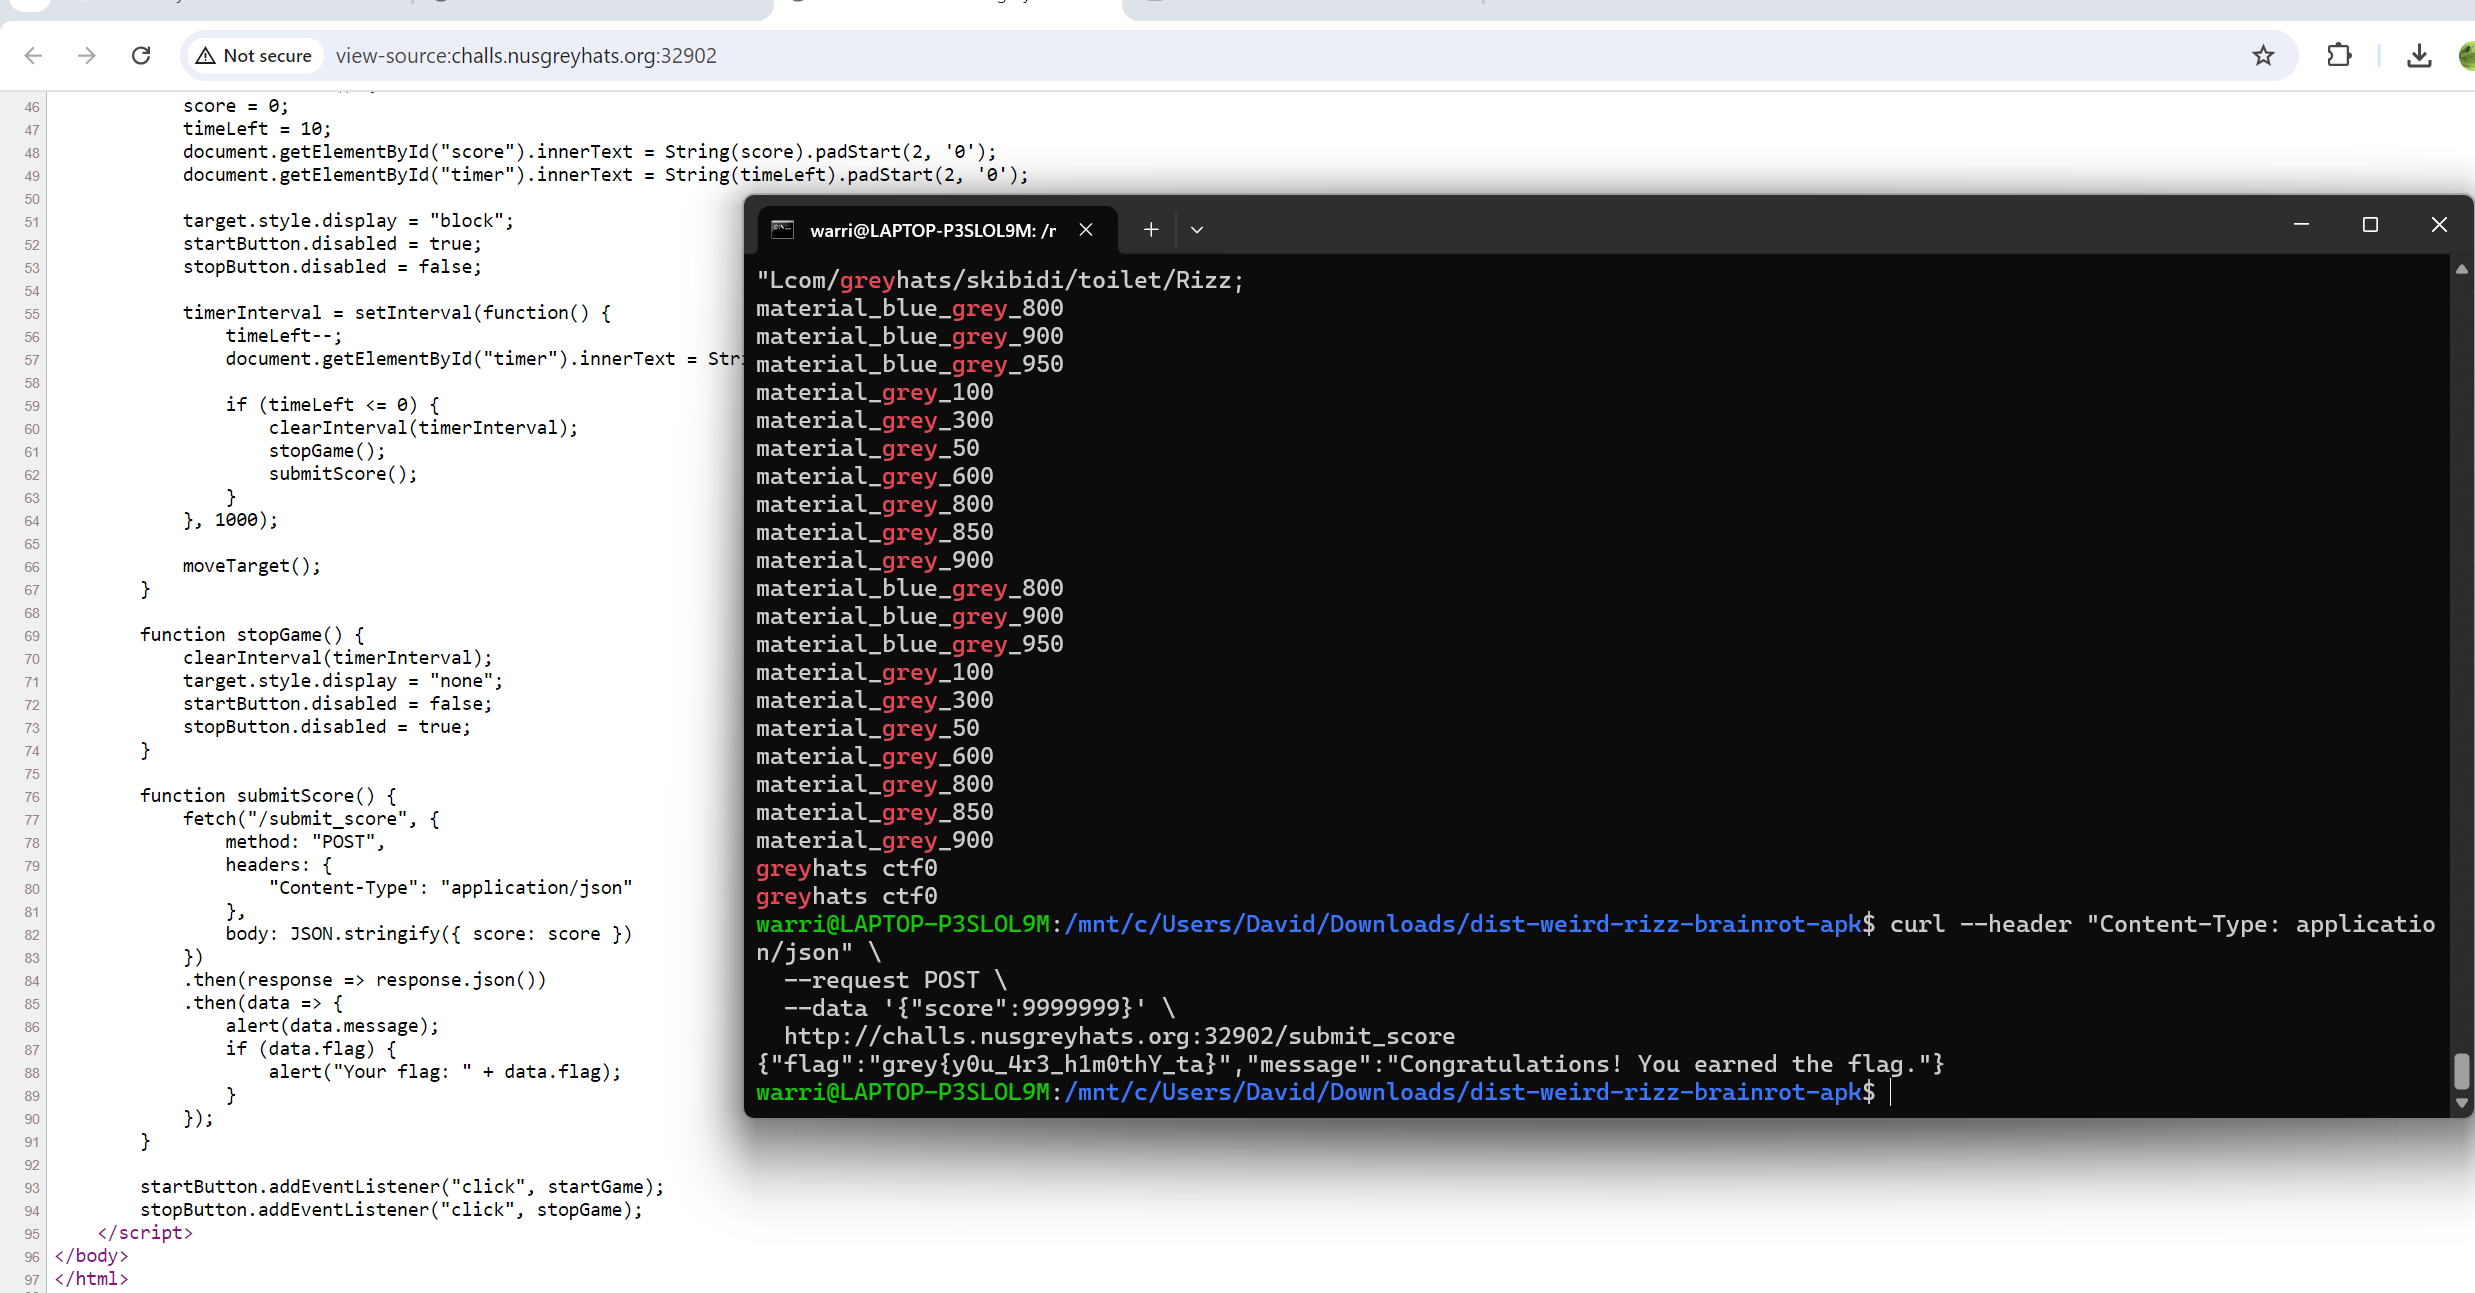 Not secure
view-source:challs.nusgreyhats.org:32902
46 score = 0;
47 timeLeft = 10;
48 document.getElementById("score").innerText = String(score).padStart(2, '0');
49 document.getElementById("timer").innerText = String(timeLeft).padStart(2, '0');
50
51 target.style.display = "block";
52 startButton.disabled = true;
53 stopButton.disabled = false;
54
55 timerInterval = setInterval(function() {
56 timeLeft--;
57 document.getElementById("timer").innerText = Str
58
59 if (timeLeft <= 0) {
60 clearInterval(timerInterval);
61 stopGame();
62 submitScore();
63 }
64 }, 1000);
65
66 moveTarget();
67 }
68
69 function stopGame() {
70 clearInterval(timerInterval);
71 target.style.display = "none";
72 startButton.disabled = false;
73 stopButton.disabled = true;
74 }
75
76 function submitScore() {
77 fetch("/submit_score", {
78 method: "POST",
79 headers: {
80 "Content-Type": "application/json"
81 },
82 body: JSON.stringify({ score: score })
83 })
84 .then(response => response.json())
85 .then(data => {
86 alert(data.message);
87 if (data.flag) {
88 alert("Your flag: " + data.flag);
89 }
90 });
91 }
92
93 startButton.addEventListener("click", startGame);
94 stopButton.addEventListener("click", stopGame);
95 </script>
96 </body>
97 </html>
warri@LAPTOP-P3SLOL9M: /r
"Lcom/greyhats/skibidi/toilet/Rizz;
material_blue_grey_800
material_blue_grey_900
material_blue_grey_950
material_grey_100
material_grey_300
material_grey_50
material_grey_600
material_grey_800
material_grey_850
material_grey_900
material_blue_grey_800
material_blue_grey_900
material_blue_grey_950
material_grey_100
material_grey_300
material_grey_50
material_grey_600
material_grey_800
material_grey_850
material_grey_900
greyhats ctf0
greyhats ctf0
warri@LAPTOP-P3SLOL9M:/mnt/c/Users/David/Downloads/dist-weird-rizz-brainrot-apk$ curl --header "Content-Type: applicatio
n/json" \
--request POST \
--data '{"score":9999999}' \
http://challs.nusgreyhats.org:32902/submit_score
{"flag":"grey{y0u_4r3_h1m0thY_ta}","message":"Congratulations! You earned the flag."}
warri@LAPTOP-P3SLOL9M:/mnt/c/Users/David/Downloads/dist-weird-rizz-brainrot-apk$